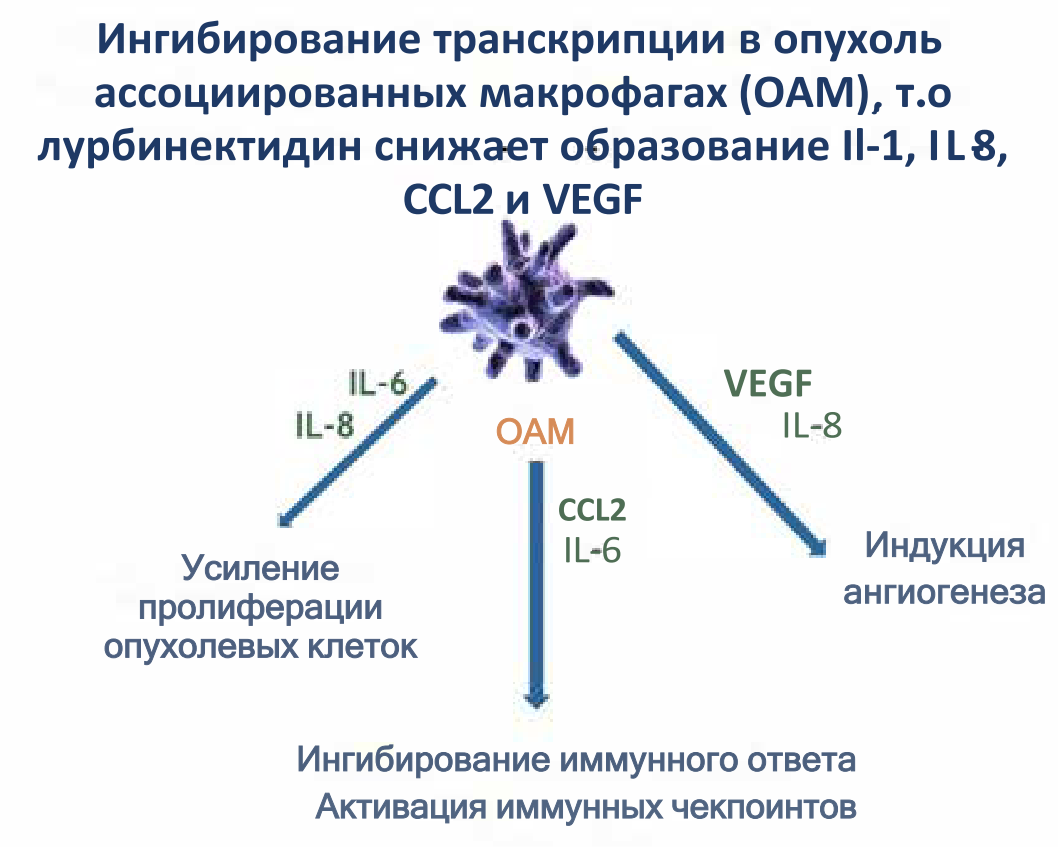 Ингибирование транскрипции в опухоль
ассоциированных макрофагах (ОАМ), т.о
лурбинектидин снижает образование Il-1, IL-8,
CCL2 и VEGF
IL-6
IL-8
VEGF
IL-8
ОАМ
CCL2
IL-6
Усиление
пролиферации
опухолевых клеток
Индукция
ангиогенеза
Ингибирование иммунного ответа
Активация иммунных чекпоинтов